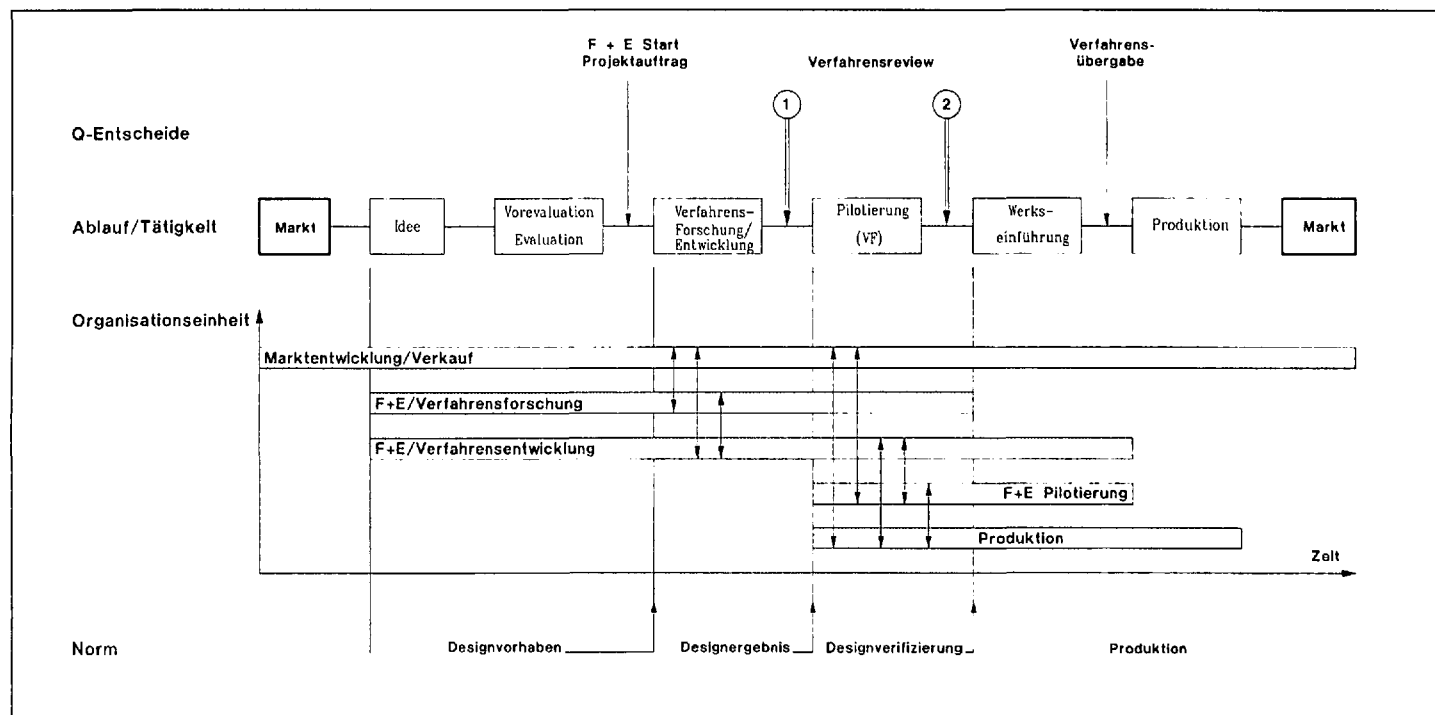 F + E Start
Projektauftrag
Verfahrensreview
Verfahrens-
übergabe
1
2
Q-Entscheide
Ablauf/Tätigkeit
Markt
Idee
Vorevaluation
Evaluation
Verfahrens-
Forschung/
Entwicklung
Pilotierung
(VF)
Werks-
einführung
Produktion
Markt
Organisationseinheit
Marktentwicklung/Verkauf
F+E/Verfahrensforschung
F+E/Verfahrensentwicklung
F+E Pilotierung
Produktion
Zeit
Norm
Designvorhaben
Designergebnis
Designverifizierung
Produktion